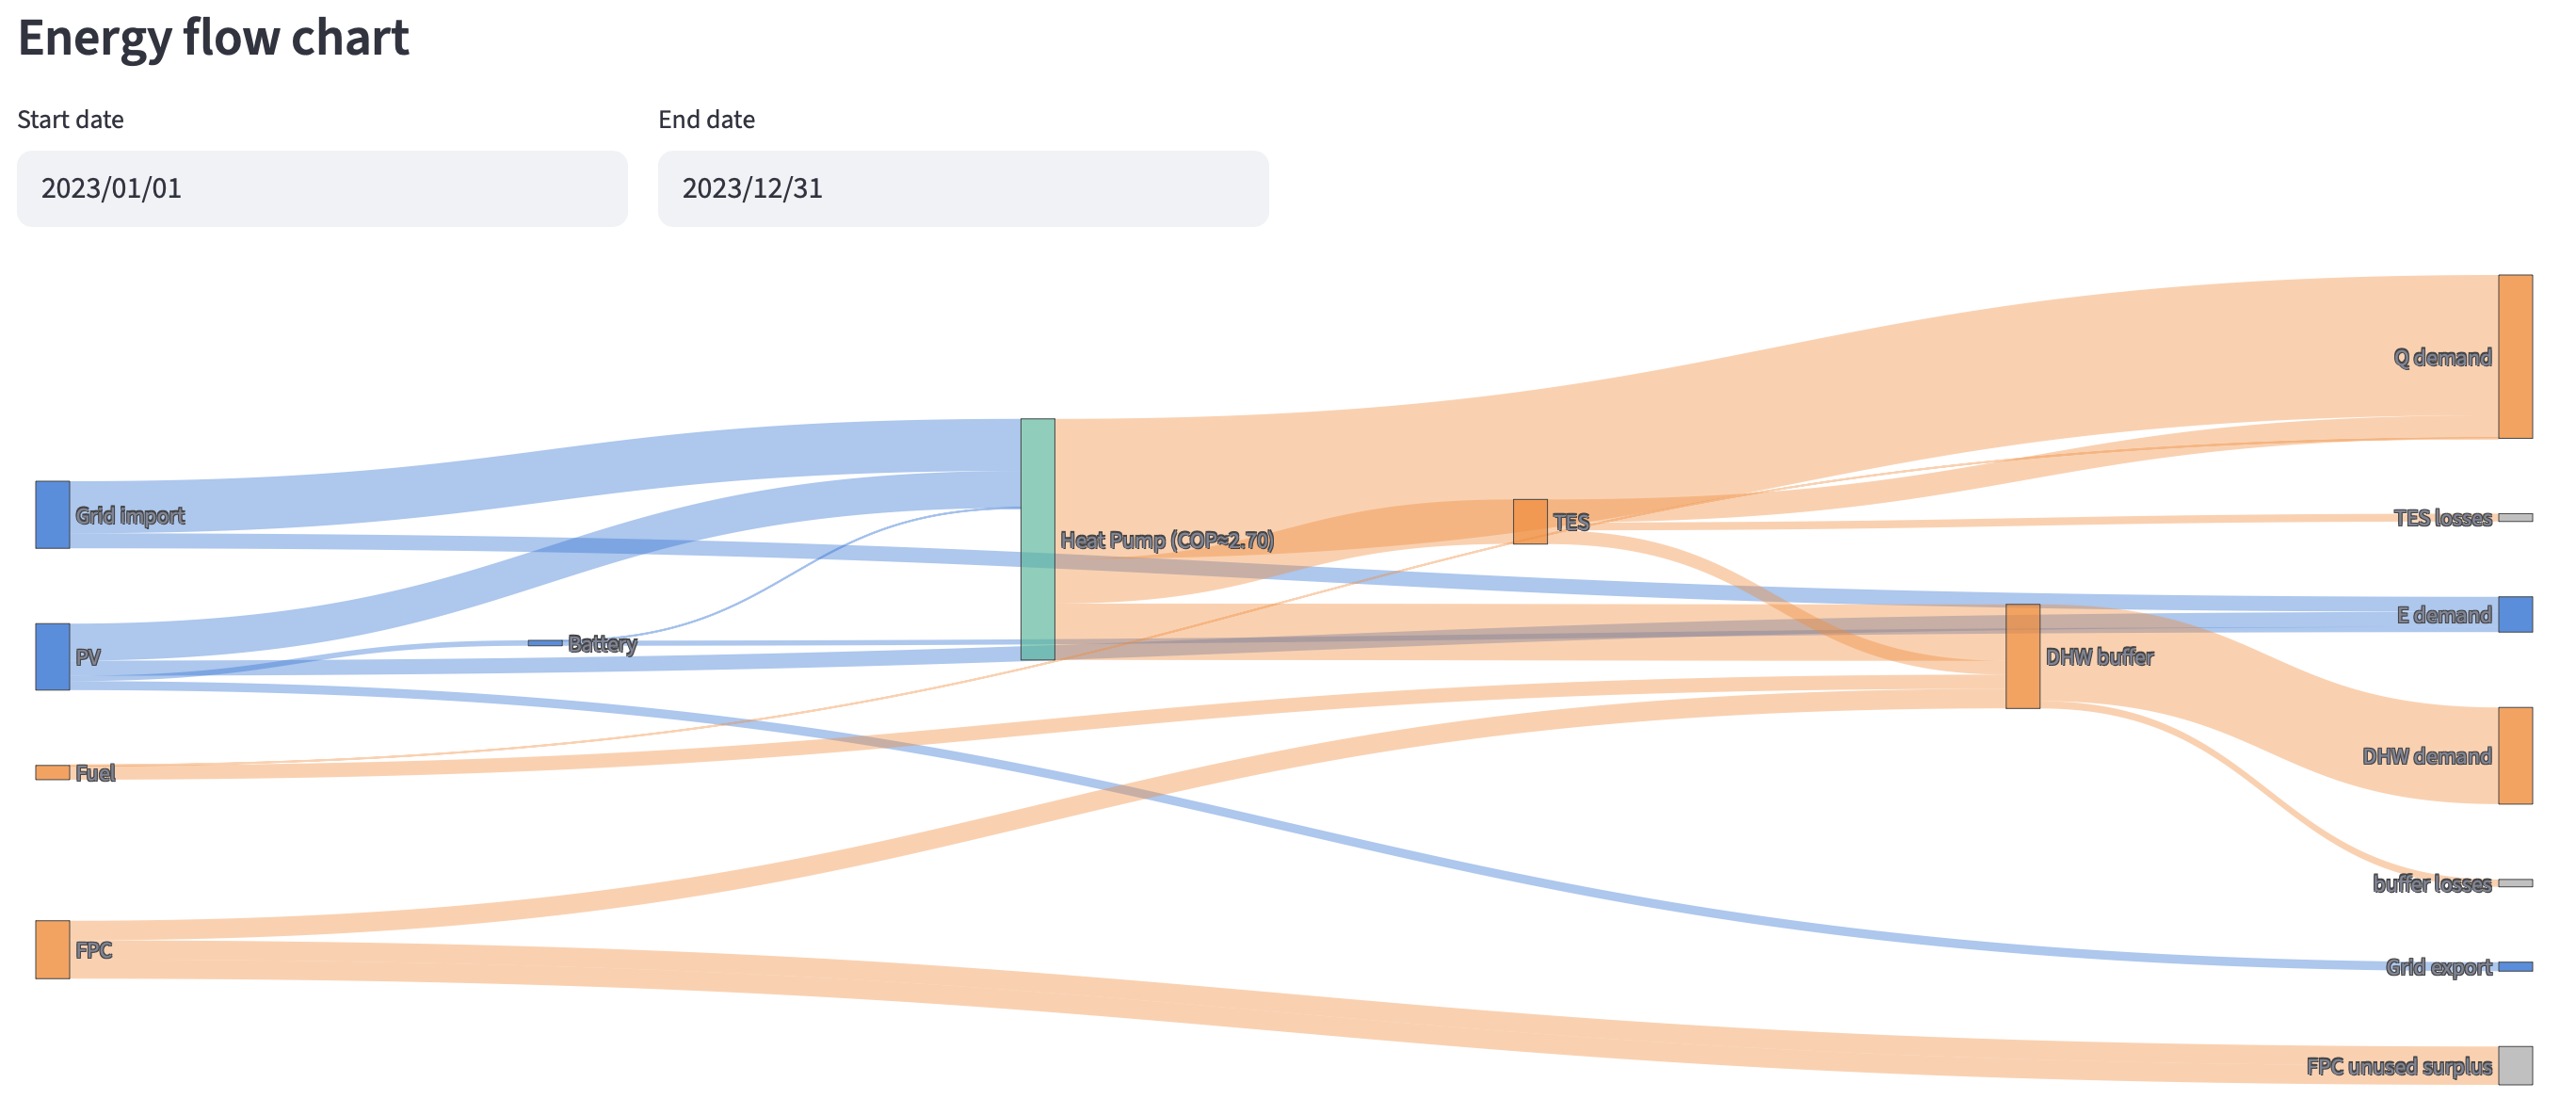 Energy flow chart
Start date
End date
2023/01/01
2023/12/31
Q demand
Grid import
TES
TES losses
Heat Pump (COP≈2.70)
E demand
Battery
PV
DHW buffer
DHW demand
Fuel
buffer losses
FPC
Grid export
FPC unused surplus